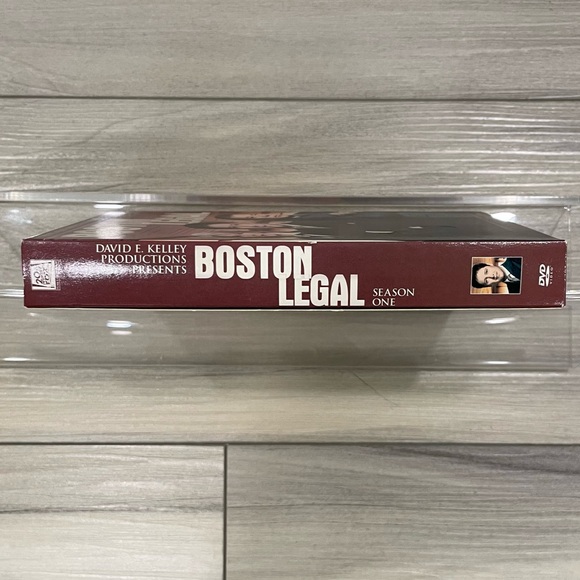 DAVID E. KELLEY
PRODUCTIONS
PRESENTS
BOSTON
LEGAL
SEASON
ONE
DVD